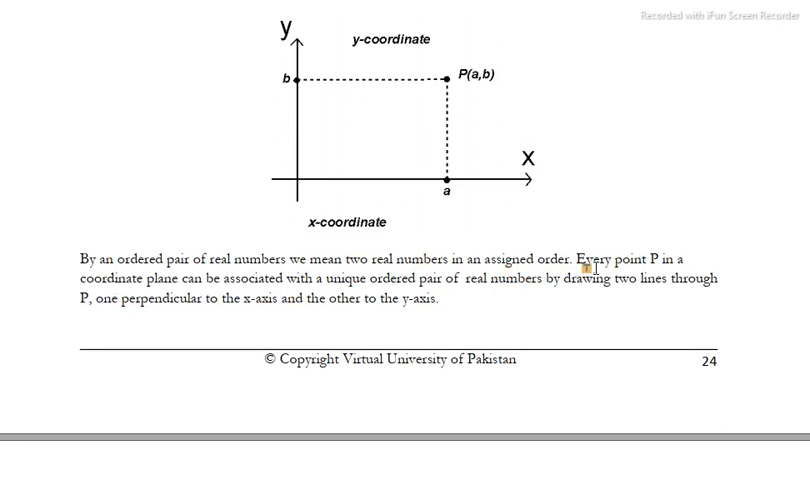 Recorded with iFun Screen Recorder
y
y-coordinate
b
P(a,b)
X
a
x-coordinate
By an ordered pair of real numbers we mean two real numbers in an assigned order. Every point P in a
coordinate plane can be associated with a unique ordered pair of real numbers by drawing two lines through
P, one perpendicular to the x-axis and the other to the y-axis.
© Copyright Virtual University of Pakistan
24